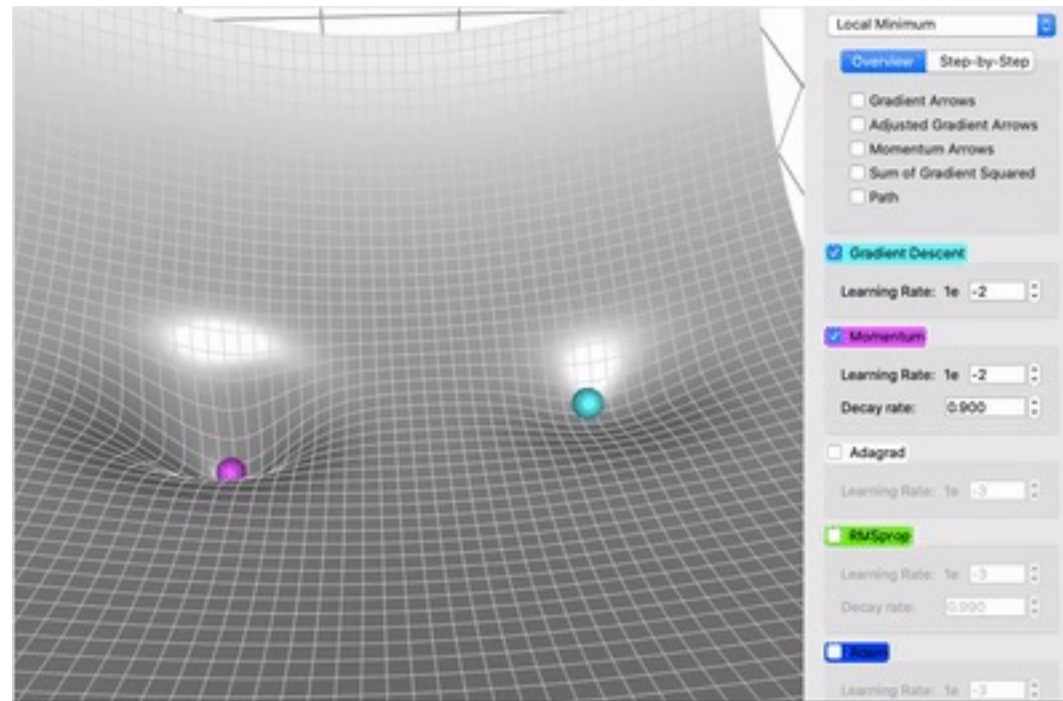 Local Minimum
Overview Step-by-Step
Gradient Arrows
Adjusted Gradient Arrows
Momentum Arrows
Sum of Gradient Squared
Path
Gradient Descent
Learning Rate: 1e -2
Momentum
Learning Rate: 1e -2
Decay rate: 0.900
Adagrad
Learning Rate: 1e -3
RMSprop
Learning Rate: 1e -3
Decay rate: 0.990
Adam
Learning Rate: 1e -3